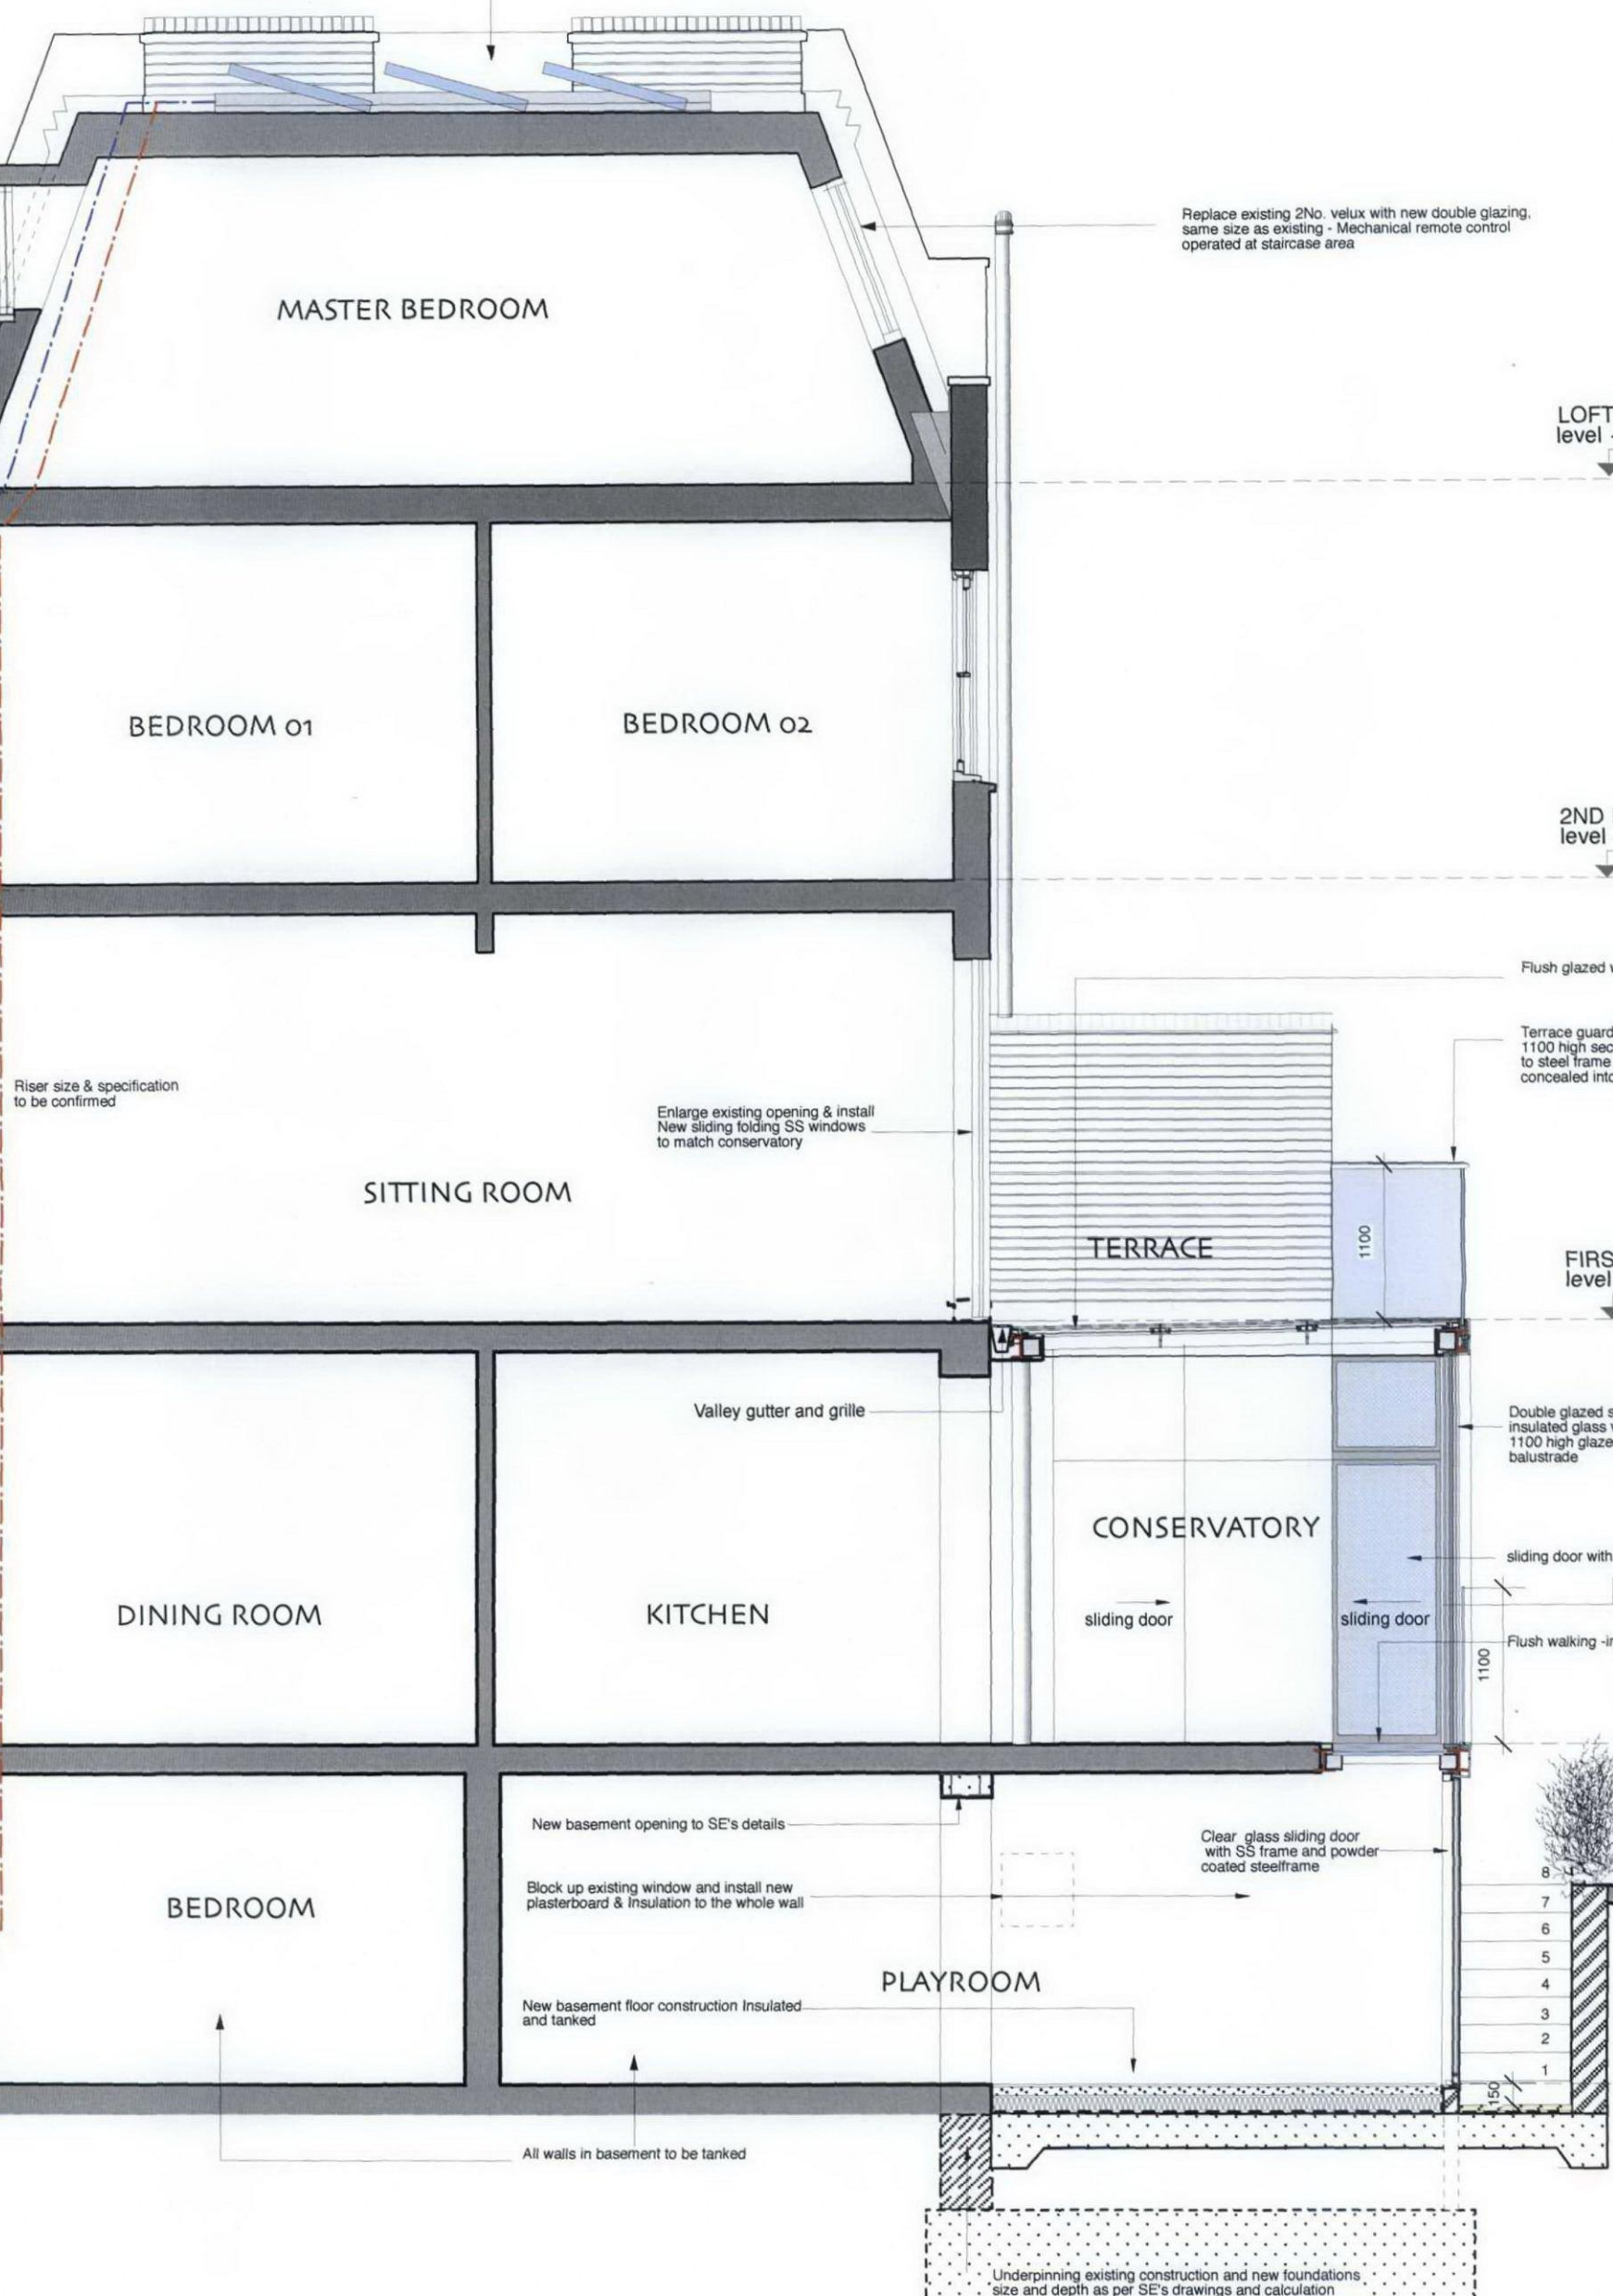 Replace existing 2No. velux with new double glazing,
same size as existing - Mechanical remote control
operated at staircase area
MASTER BEDROOM
LOFT
level
BEDROOM 01
BEDROOM 02
2ND
level
Flush glazed
Terrace guard
1100 high sec
to steel frame
concealed into
Riser size & specification
to be confirmed
Enlarge existing opening & install
New sliding folding SS windows
to match conservatory
SITTING ROOM
TERRACE
1100
FIRS
level
Valley gutter and grille
Double glazed s
insulated glass
1100 high glaze
balustrade
CONSERVATORY
sliding door with
DINING ROOM
KITCHEN
sliding door
sliding door
Flush walking -in
1100
New basement opening to SE's details
Clear glass sliding door
with SS frame and powder
coated steelframe
Block up existing window and install new
plasterboard & Insulation to the whole wall
BEDROOM
8
7
6
5
4
3
2
1
PLAYROOM
New basement floor construction Insulated
and tanked
150
All walls in basement to be tanked
Underpinning existing construction and new foundations
size and depth as per SE's drawings and calculation